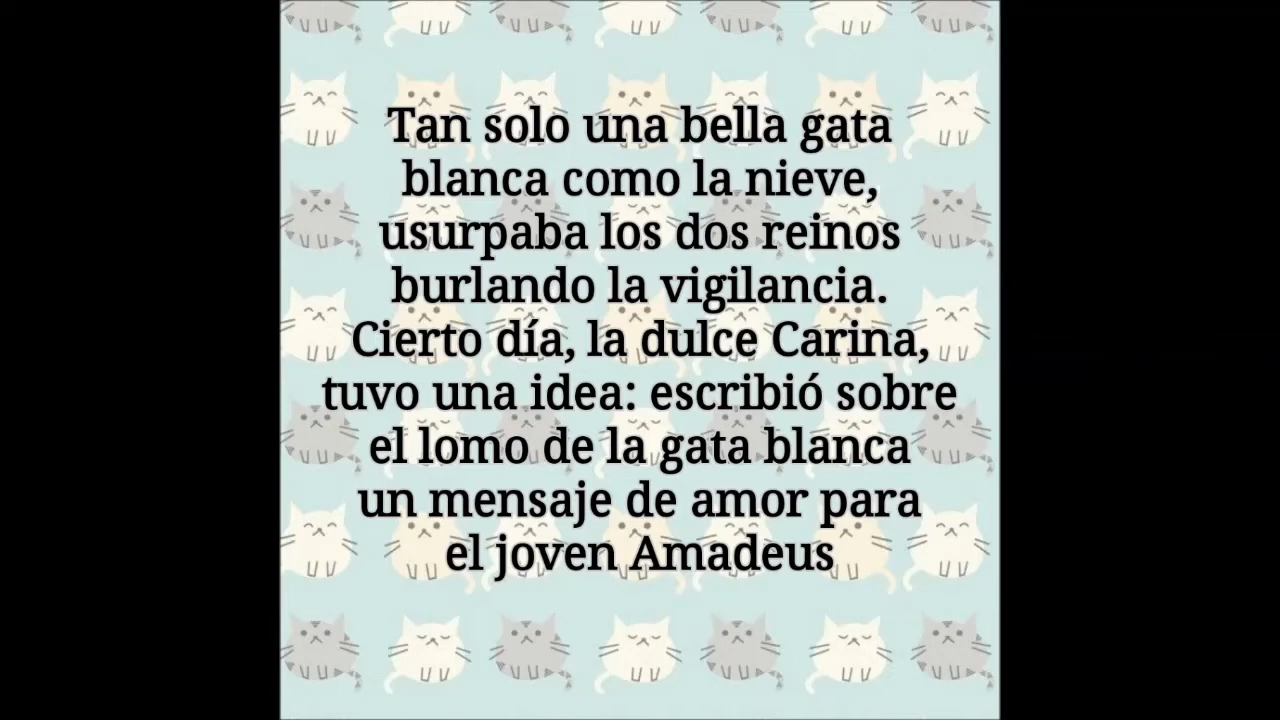 Tan solo una bella gata
blanca como la nieve,
usurpaba los dos reinos
burlando la vigilancia.
Cierto día, la dulce Carina,
tuvo una idea: escribió sobre
el lomo de la gata blanca
un mensaje de amor para
el joven Amadeus